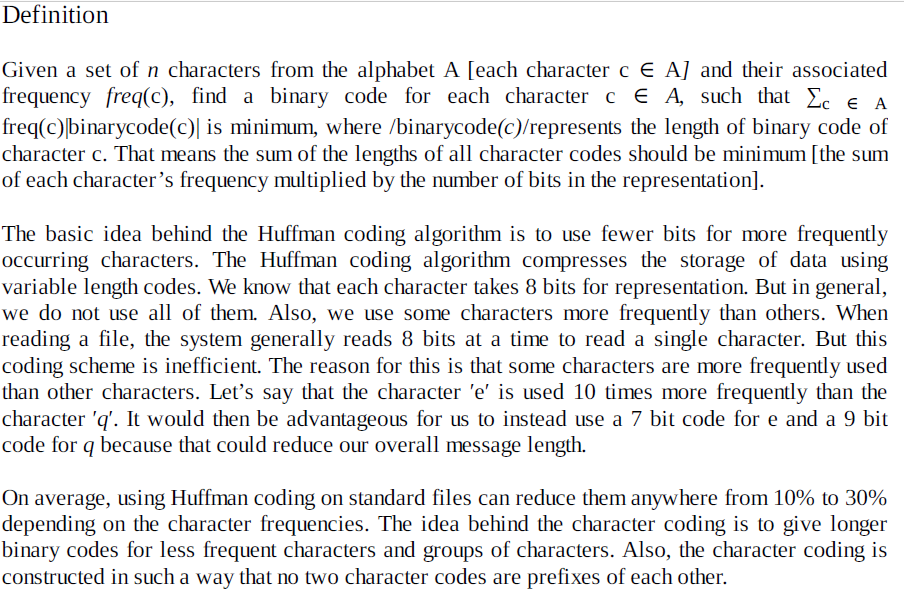 Definition
Given a set of n characters from the alphabet A [each character c ∈ A] and their associated
frequency freq(c), find a binary code for each character c ∈ A, such that ∑c ∈ A
freq(c)|binarycode(c)| is minimum, where /binarycode(c)/represents the length of binary code of
character c. That means the sum of the lengths of all character codes should be minimum [the sum
of each character’s frequency multiplied by the number of bits in the representation].
The basic idea behind the Huffman coding algorithm is to use fewer bits for more frequently
occurring characters. The Huffman coding algorithm compresses the storage of data using
variable length codes. We know that each character takes 8 bits for representation. But in general,
we do not use all of them. Also, we use some characters more frequently than others. When
reading a file, the system generally reads 8 bits at a time to read a single character. But this
coding scheme is inefficient. The reason for this is that some characters are more frequently used
than other characters. Let’s say that the character ′e′ is used 10 times more frequently than the
character ′q′. It would then be advantageous for us to instead use a 7 bit code for e and a 9 bit
code for q because that could reduce our overall message length.
On average, using Huffman coding on standard files can reduce them anywhere from 10% to 30%
depending on the character frequencies. The idea behind the character coding is to give longer
binary codes for less frequent characters and groups of characters. Also, the character coding is
constructed in such a way that no two character codes are prefixes of each other.